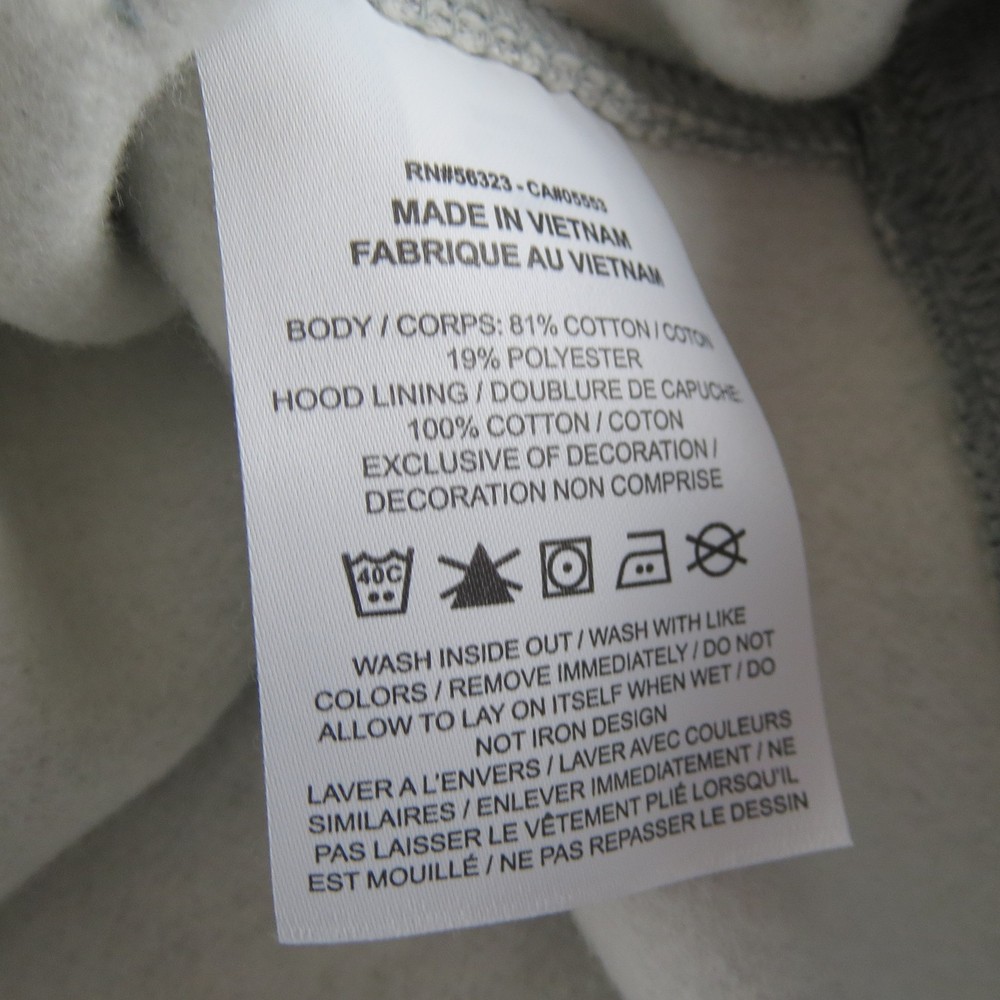 RN#56323 - CA#05553
MADE IN VIETNAM
FABRIQUE AU VIETNAM
BODY / CORPS: 81% COTTON / COTON
19% POLYESTER
HOOD LINING / DOUBLURE DE CAPUCHE:
100% COTTON / COTON
EXCLUSIVE OF DECORATION /
DECORATION NON COMPRISE
40C
WASH INSIDE OUT / WASH WITH LIKE
COLORS / REMOVE IMMEDIATELY / DO NOT
ALLOW TO LAY ON ITSELF WHEN WET / DO
NOT IRON DESIGN
LAVER A L'ENVERS / LAVER AVEC COULEURS
SIMILAIRES / ENLEVER IMMEDIATEMENT / NE
PAS LAISSER LE VÊTEMENT PLIÉ LORSQU'IL
EST MOUILLÉ / NE PAS REPASSER LE DESSIN